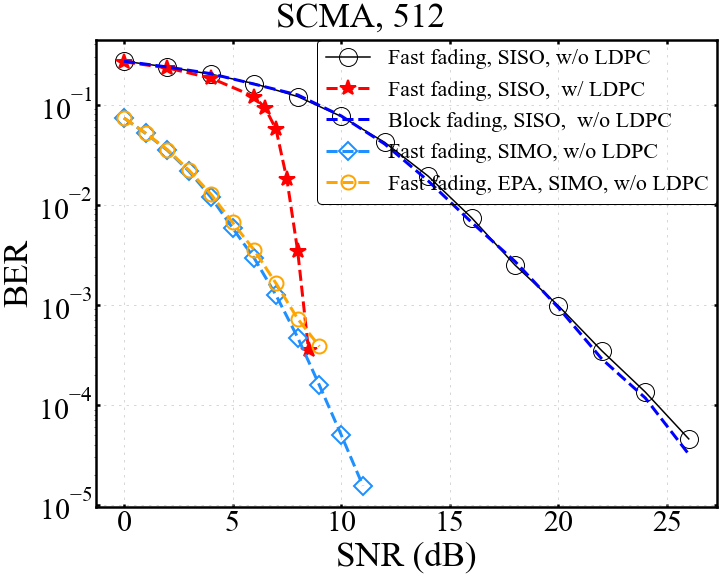 SCMA, 512
Fast fading, SISO, w/o LDPC
Fast fading, SISO, w/ LDPC
Block fading, SISO, w/o LDPC
Fast fading, SIMO, w/o LDPC
Fast fading, EPA, SIMO, w/o LDPC
BER
10⁻¹
10⁻²
10⁻³
10⁻⁴
10⁻⁵
0 5 10 15 20 25
SNR (dB)